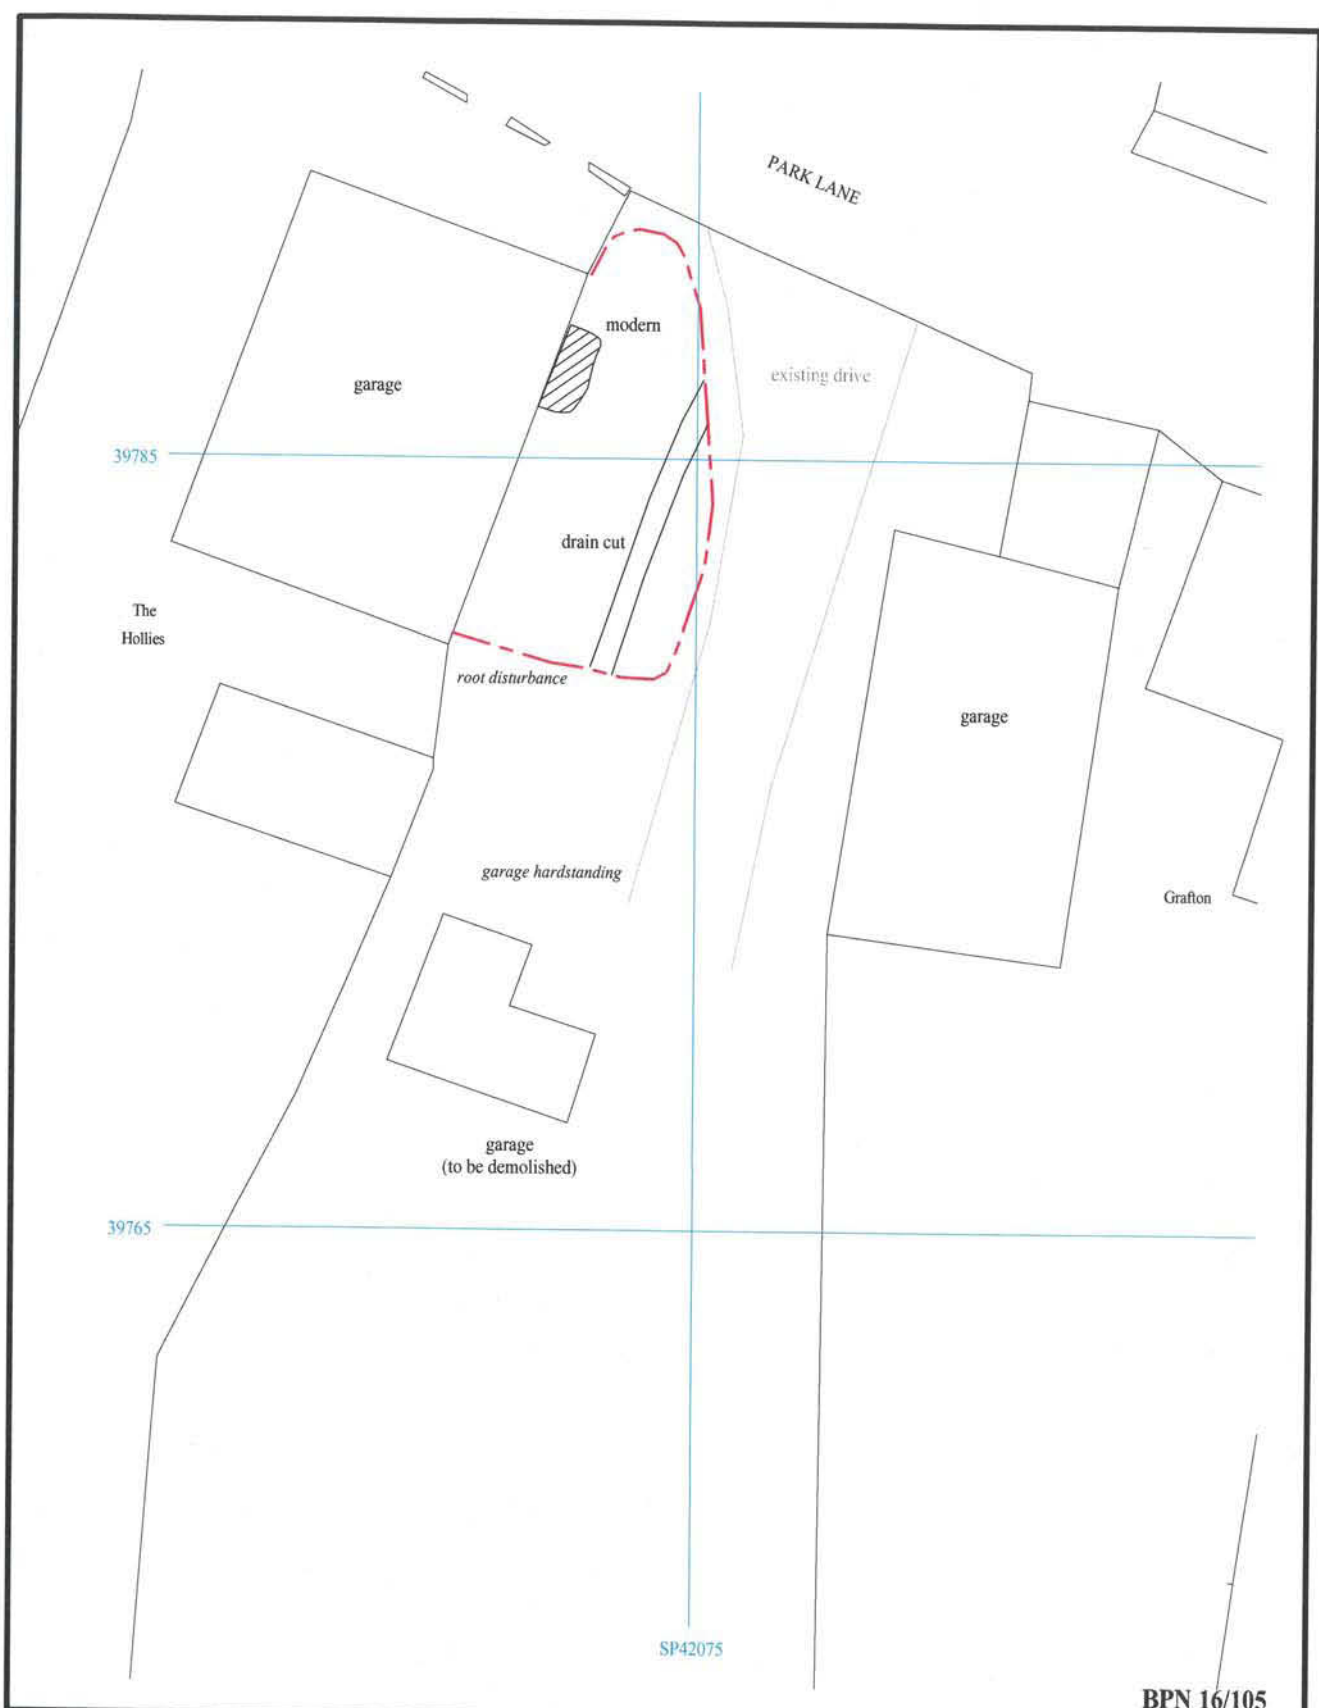 PARK LANE
modern
existing drive
garage
39785
drain cut
The
Hollies
root disturbance
garage
garage hardstanding
Grafton
garage
(to be demolished)
39765
SP42075
BPN 16/105